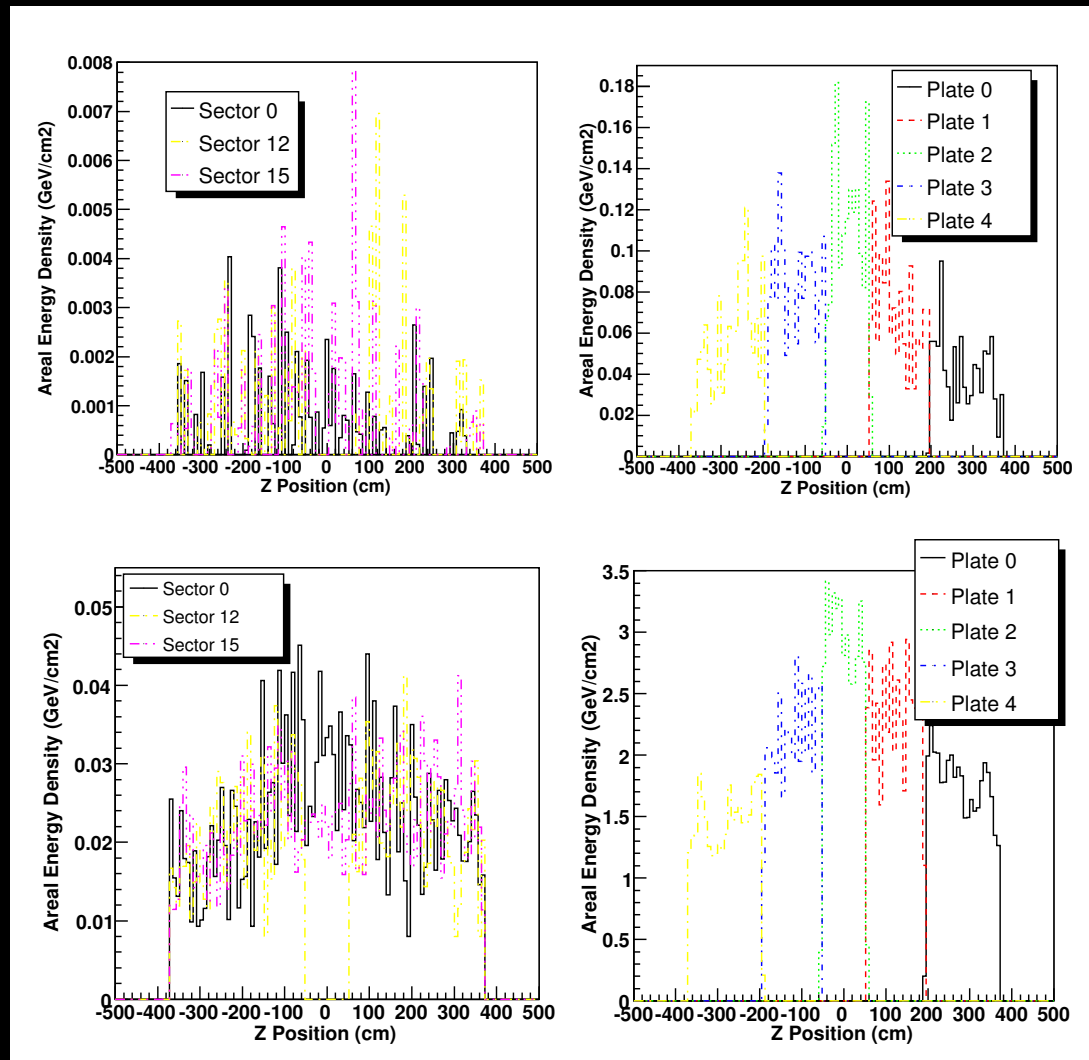 Areal Energy Density (GeV/cm2)
0.008
0.007
0.006
0.005
0.004
0.003
0.002
0.001
0
Sector 0
Sector 12
Sector 15
-500 -400 -300 -200 -100 0 100 200 300 400 500
Z Position (cm)
Areal Energy Density (GeV/cm2)
0.18
0.16
0.14
0.12
0.1
0.08
0.06
0.04
0.02
0
Plate 0
Plate 1
Plate 2
Plate 3
Plate 4
-500 -400 -300 -200 -100 0 100 200 300 400 500
Z Position (cm)
Areal Energy Density (GeV/cm2)
0.05
0.04
0.03
0.02
0.01
0
Sector 0
Sector 12
Sector 15
-500 -400 -300 -200 -100 0 100 200 300 400 500
Z Position (cm)
Areal Energy Density (GeV/cm2)
3.5
3
2.5
2
1.5
1
0.5
0
Plate 0
Plate 1
Plate 2
Plate 3
Plate 4
-500 -400 -300 -200 -100 0 100 200 300 400 500
Z Position (cm)